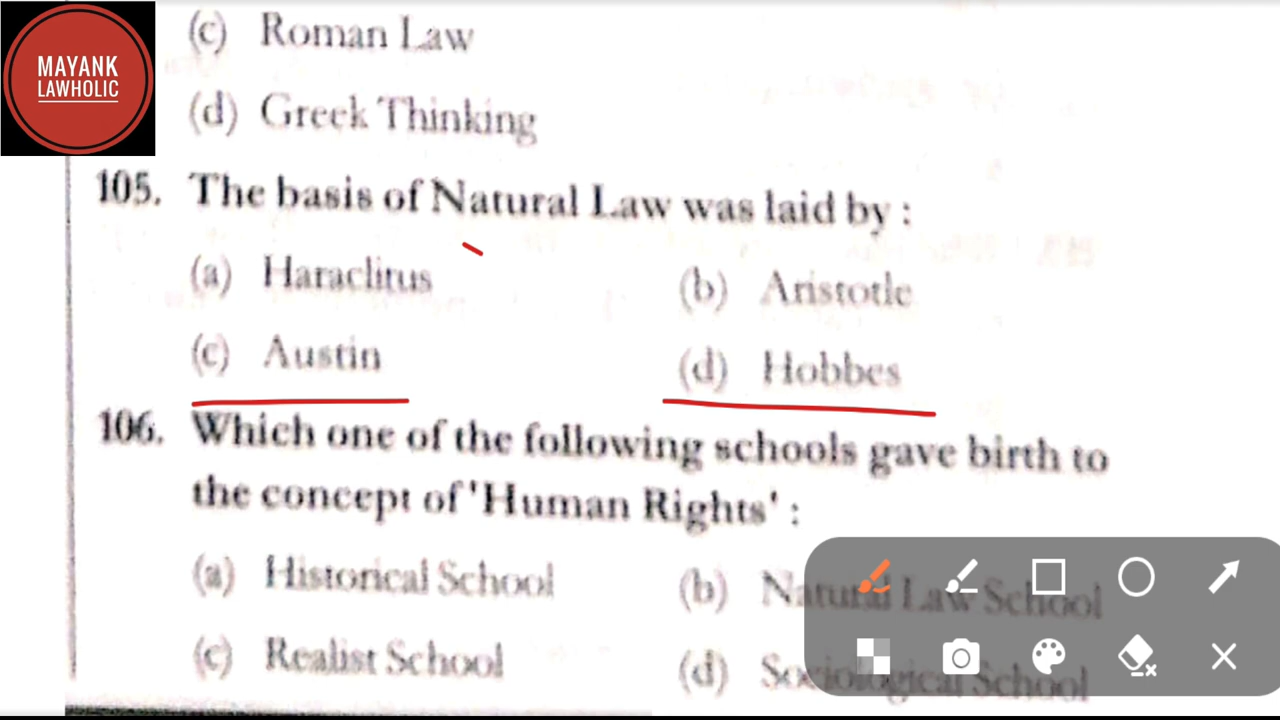 MAYANK
LAWHOLIC
(c) Roman Law
(d) Greek Thinking
105. The basis of Natural Law was laid by :
(a) Haraclitus (b) Aristotle
(c) Austin (d) Hobbes
106. Which one of the following schools gave birth to
the concept of 'Human Rights' :
(a) Historical School (b) Natural Law School
(c) Realist School (d) Sociological School